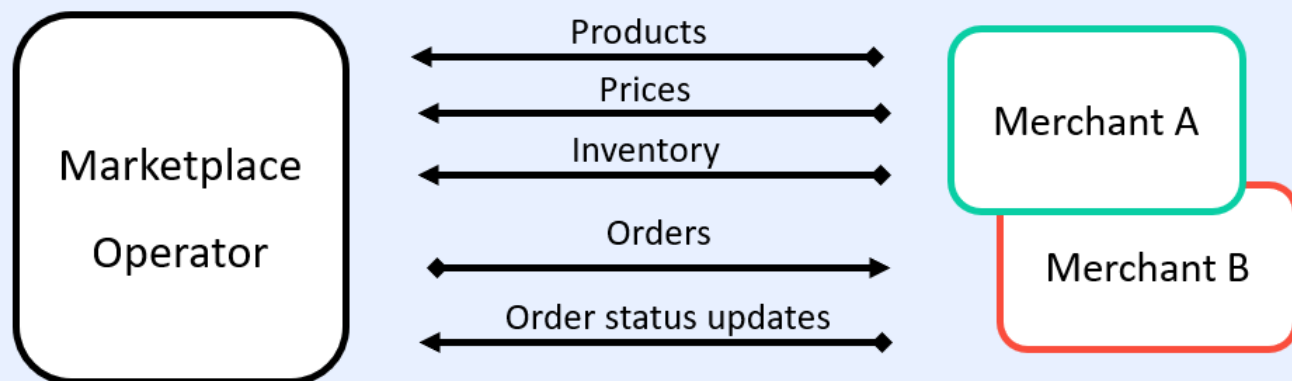 Marketplace
Operator
Products
Prices
Inventory
Orders
Order status updates
Merchant A
Merchant B